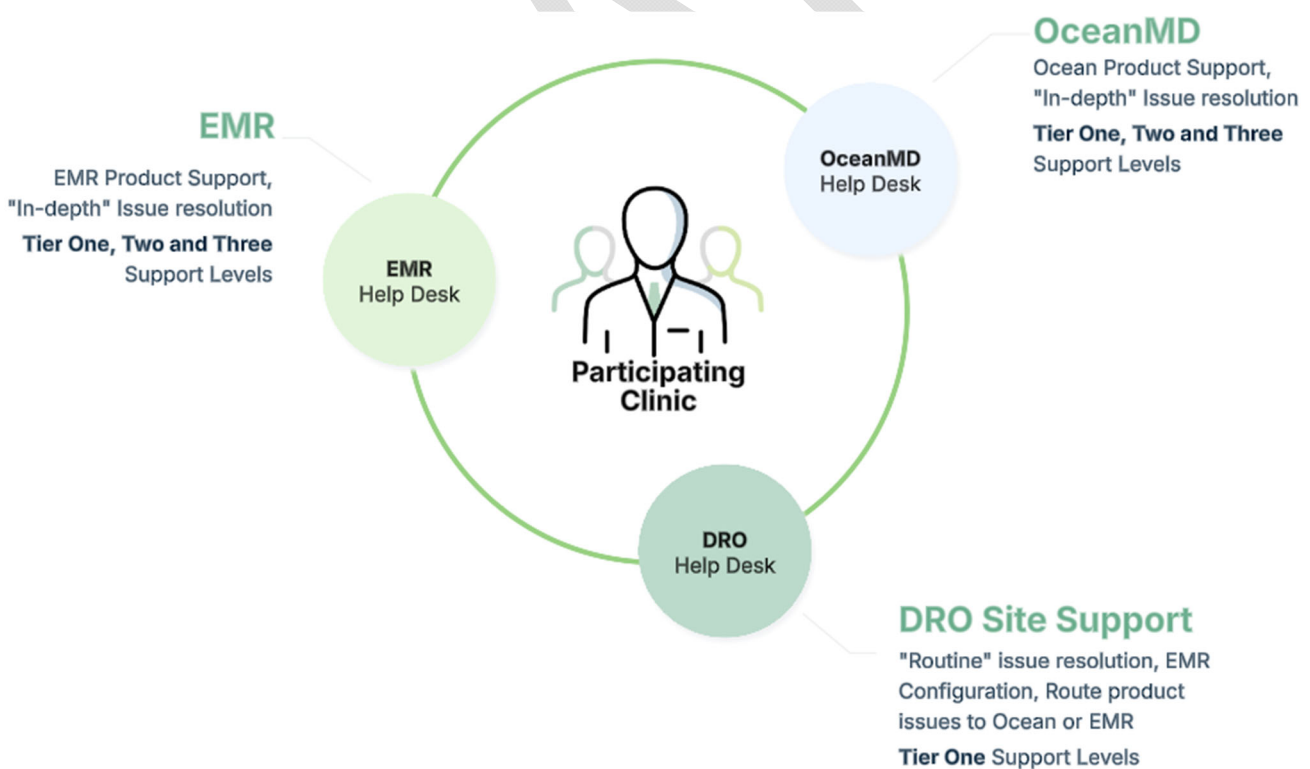 OceanMD
Ocean Product Support,
"In-depth" Issue resolution
Tier One, Two and Three
Support Levels
EMR
EMR Product Support,
"In-depth" Issue resolution
Tier One, Two and Three
Support Levels
OceanMD
Help Desk
EMR
Help Desk
Participating
Clinic
DRO
Help Desk
DRO Site Support
"Routine" issue resolution, EMR
Configuration, Route product
issues to Ocean or EMR
Tier One Support Levels